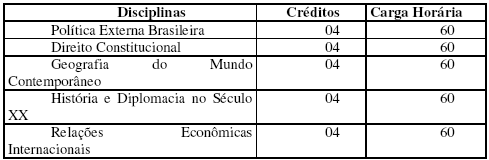 Disciplinas Créditos Carga Horária
Política Externa Brasileira 04 60
Direito Constitucional 04 60
Geografia do Mundo 04 60
Contemporâneo
História e Diplomacia no Século 04 60
XX
Relações Econômicas 04 60
Internacionais